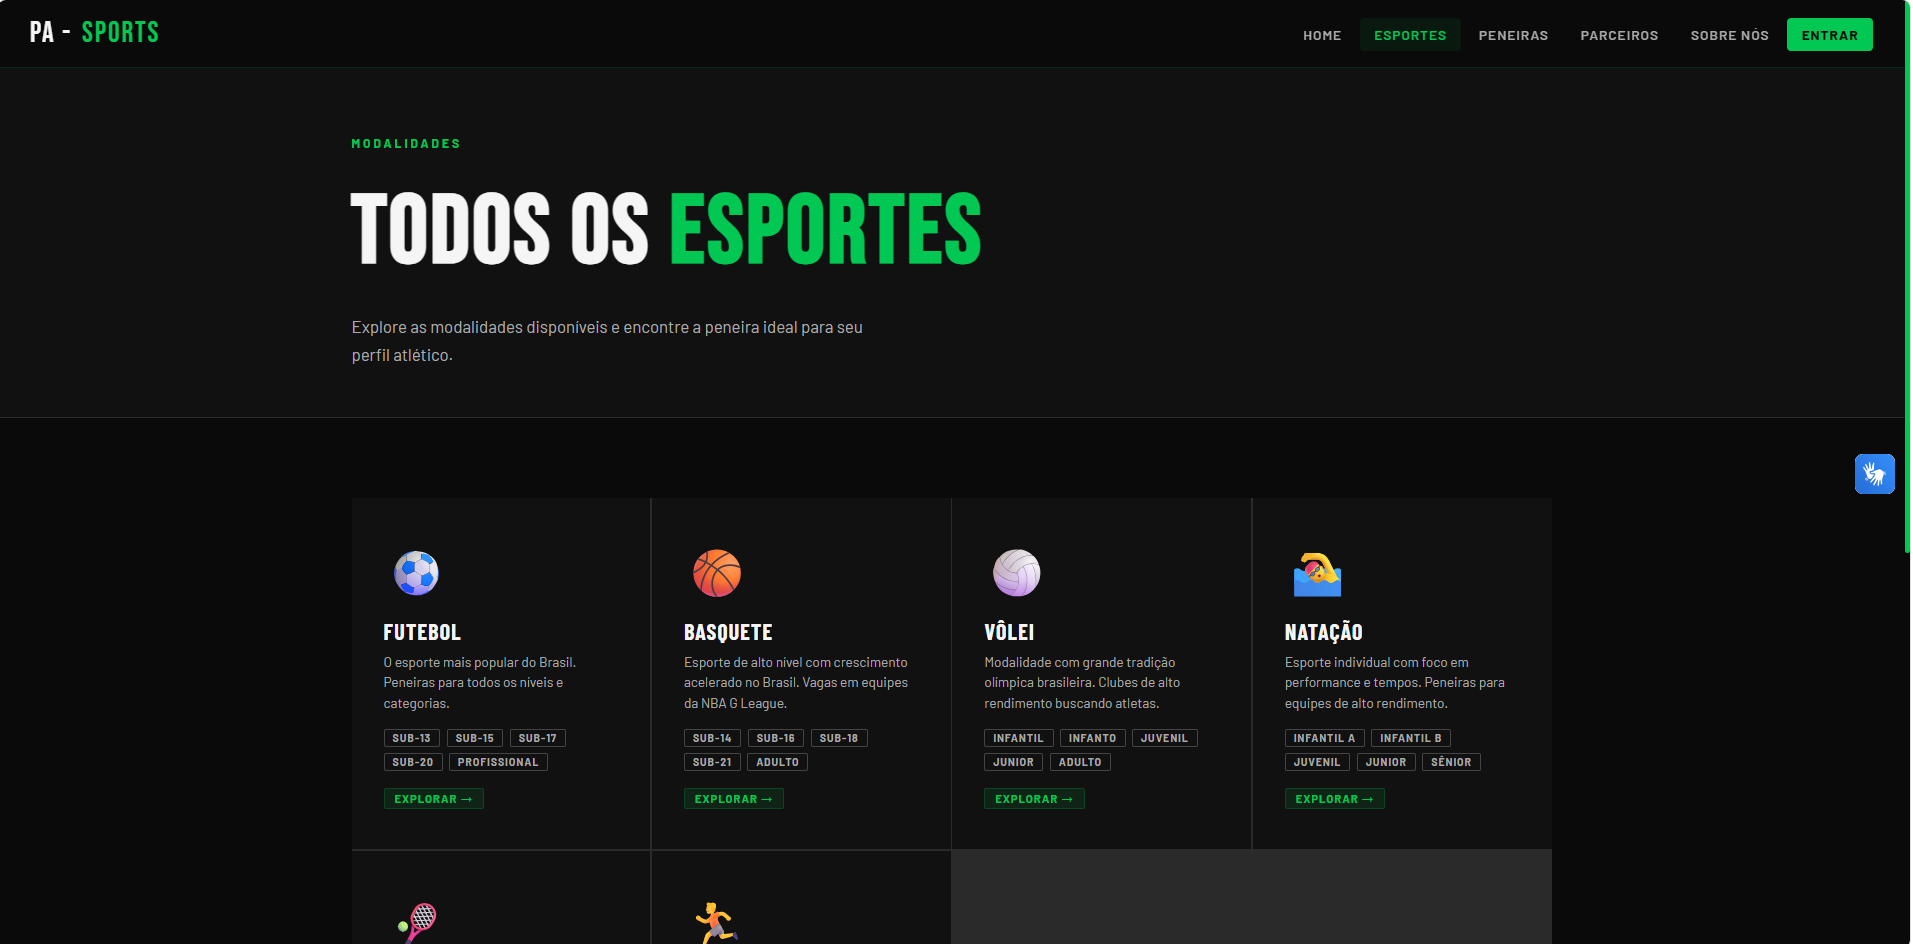 PA - SPORTS
HOME ESPORTES PENEIRAS PARCEIROS SOBRE NÓS ENTRAR
MODALIDADES
TODOS OS ESPORTES
Explore as modalidades disponíveis e encontre a peneira ideal para seu
perfil atlético.
FUTEBOL
O esporte mais popular do Brasil.
Peneiras para todos os níveis e
categorias.
SUB-13 SUB-15 SUB-17
SUB-20 PROFISSIONAL
EXPLORAR →
BASQUETE
Esporte de alto nível com crescimento
acelerado no Brasil. Vagas em equipes
da NBA G League.
SUB-14 SUB-16 SUB-18
SUB-21 ADULTO
EXPLORAR →
VÔLEI
Modalidade com grande tradição
olímpica brasileira. Clubes de alto
rendimento buscando atletas.
INFANTIL INFANTO JUVENIL
JUNIOR ADULTO
EXPLORAR →
NATAÇÃO
Esporte individual com foco em
performance e tempos. Peneiras para
equipes de alto rendimento.
INFANTIL A INFANTIL B
JUVENIL JUNIOR SÊNIOR
EXPLORAR →